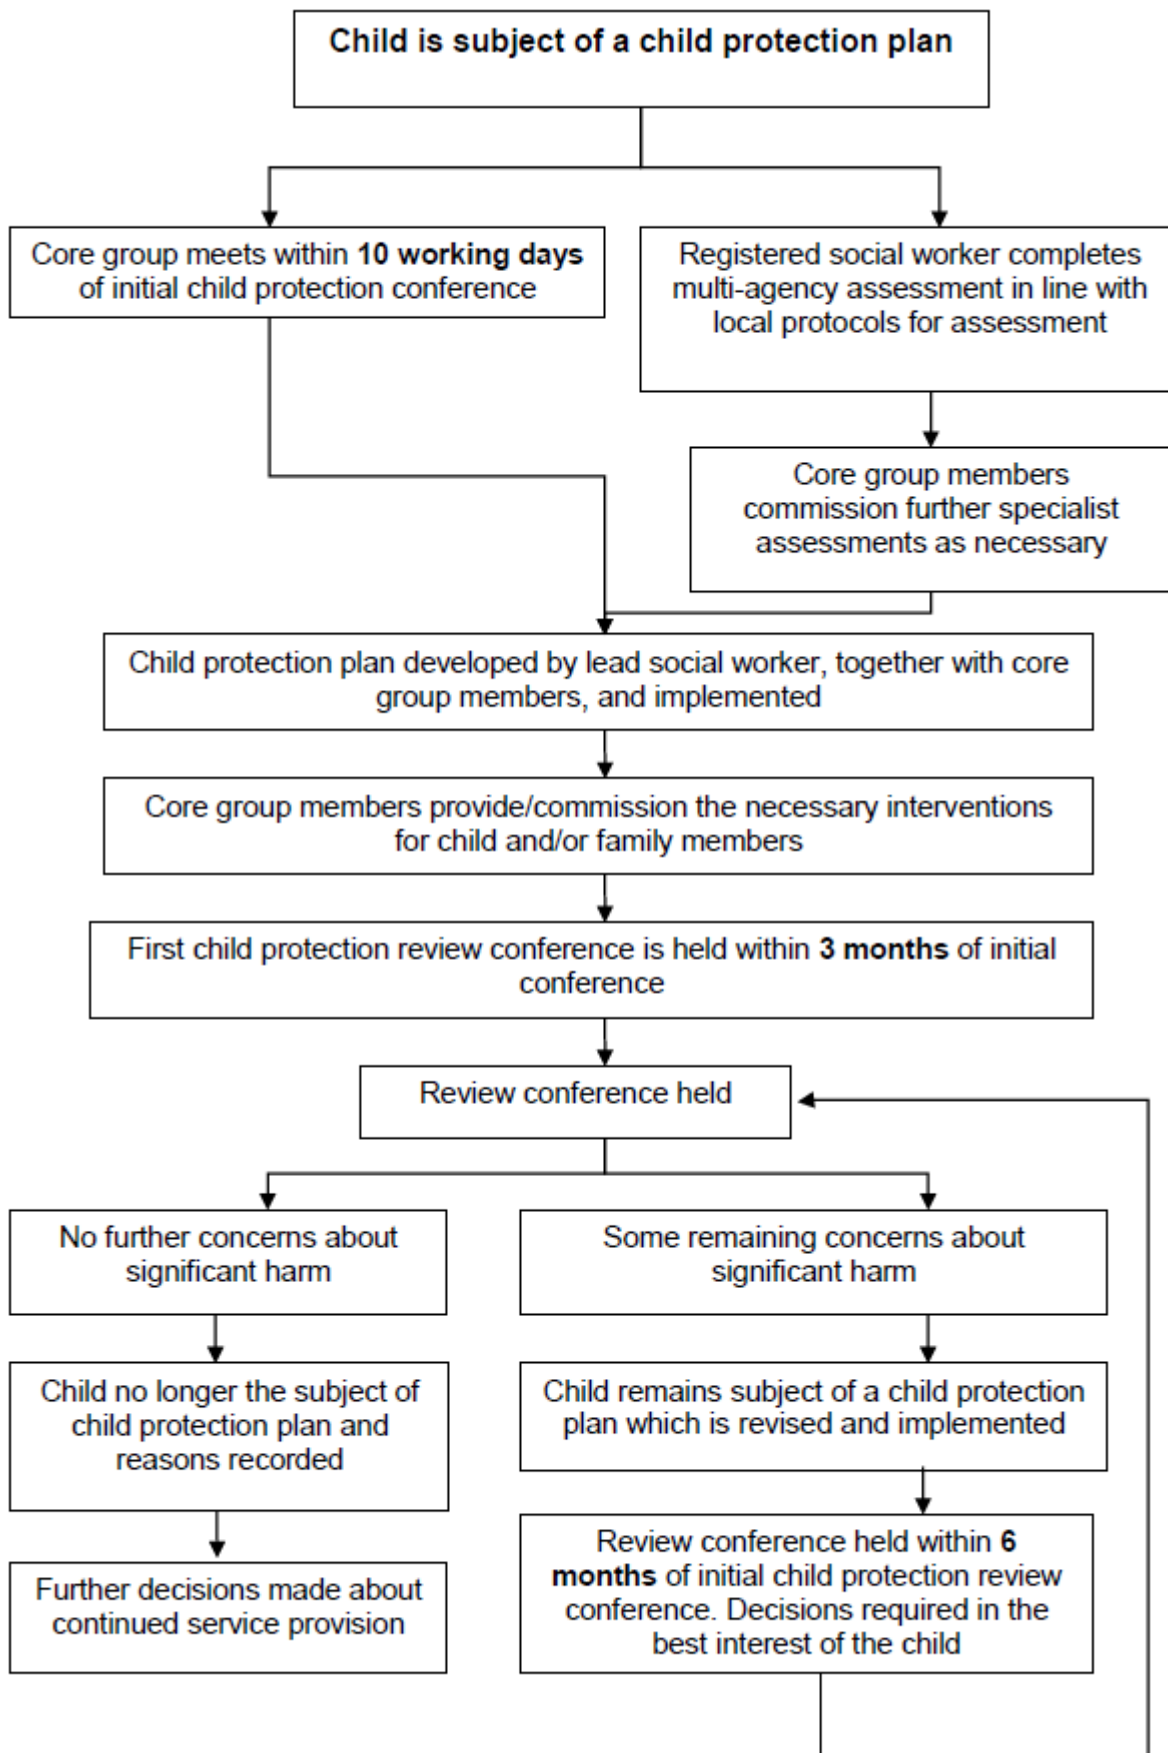 Child is subject of a child protection plan
Core group meets within 10 working days
of initial child protection conference
Registered social worker completes
multi-agency assessment in line with
local protocols for assessment
Core group members
commission further specialist
assessments as necessary
Child protection plan developed by lead social worker, together with core
group members, and implemented
Core group members provide/commission the necessary interventions
for child and/or family members
First child protection review conference is held within 3 months of initial
conference
Review conference held
No further concerns about
significant harm
Some remaining concerns about
significant harm
Child no longer the subject of
child protection plan and
reasons recorded
Child remains subject of a child protection
plan which is revised and implemented
Further decisions made about
continued service provision
Review conference held within 6
months of initial child protection review
conference. Decisions required in the
best interest of the child